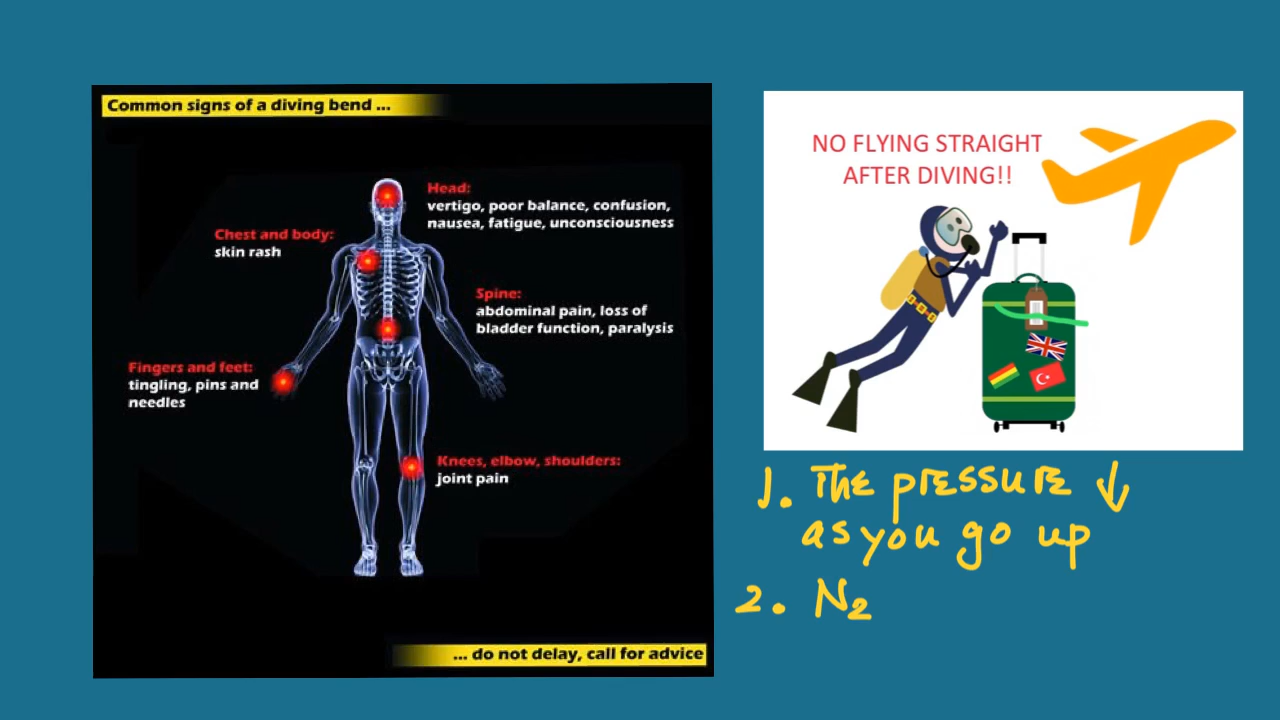 Common signs of a diving bend ...
Head:
vertigo, poor balance, confusion,
nausea, fatigue, unconsciousness
Chest and body:
skin rash
Spine:
abdominal pain, loss of
bladder function, paralysis
Fingers and feet:
tingling, pins and
needles
Knees, elbow, shoulders:
joint pain
... do not delay, call for advice
NO FLYING STRAIGHT
AFTER DIVING!!
1. The pressure ↓
as you go up
2. N2